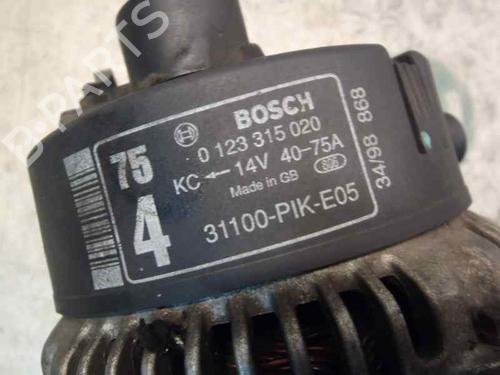 B-PARTS
BOSCH
0 123 315 020
KC ← 14V 40-75A
Made in GB 806
31100-PIK-E05
75
4
34/98 868